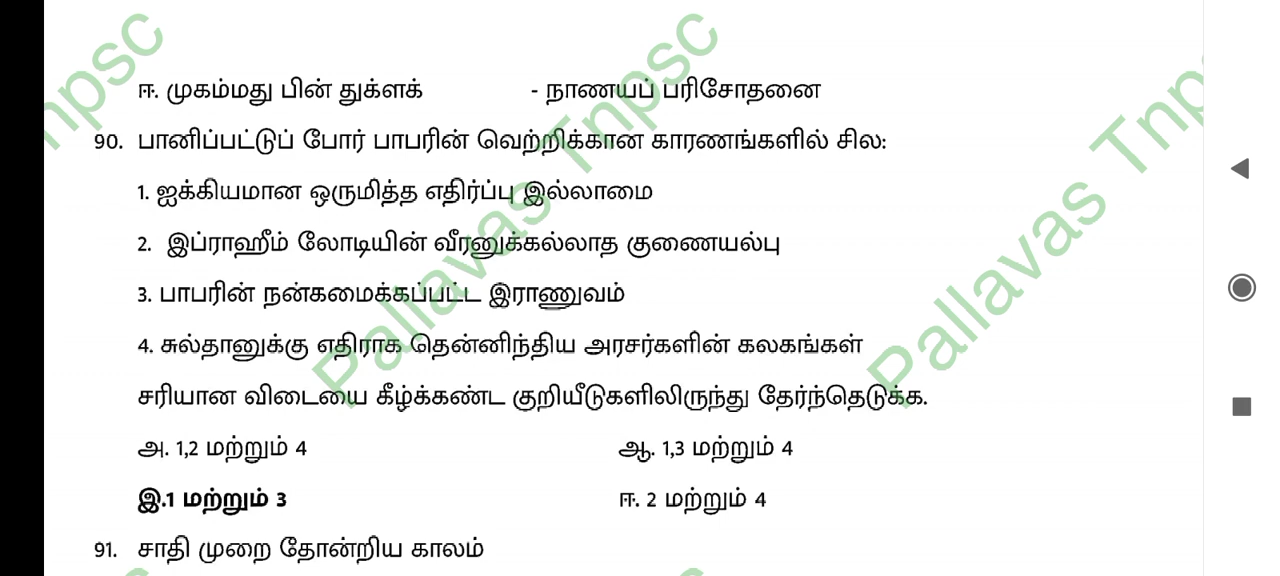 ஈ. முகம்மது பின் துக்ளக் - நாணயப் பரிசோதனை
90. பானிப்பட்டுப் போர் பாபரின் வெற்றிக்கான காரணங்களில் சில:
1. ஐக்கியமான ஒருமித்த எதிர்ப்பு இல்லாமை
2. இப்ராஹீம் லோடியின் வீரனுக்கல்லாத குணையல்பு
3. பாபரின் நன்கமைக்கப்பட்ட இராணுவம்
4. சுல்தானுக்கு எதிராக தென்னிந்திய அரசர்களின் கலகங்கள்
சரியான விடையை கீழ்க்கண்ட குறியீடுகளிலிருந்து தேர்ந்தெடுக்க.
அ. 1,2 மற்றும் 4 ஆ. 1,3 மற்றும் 4
இ.1 மற்றும் 3 ஈ. 2 மற்றும் 4
91. சாதி முறை தோன்றிய காலம்
npsc
Pallavas Tnpsc
Pallavas Tnp